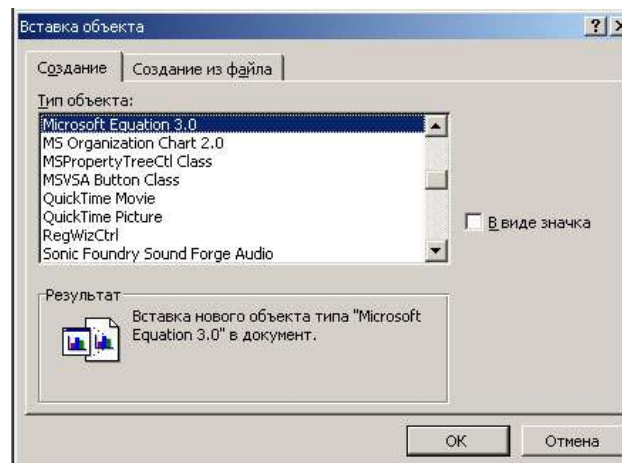 Вставка объекта
Создание
Создание из файла
Тип объекта:
Microsoft Equation 3.0
MS Organization Chart 2.0
MSPropertyTreeCtl Class
MSVSA Button Class
QuickTime Movie
QuickTime Picture
RegWizCtrl
Sonic Foundry Sound Forge Audio
В виде значка
Результат
Вставка нового объекта типа "Microsoft
Equation 3.0" в документ.
ОК
Отмена